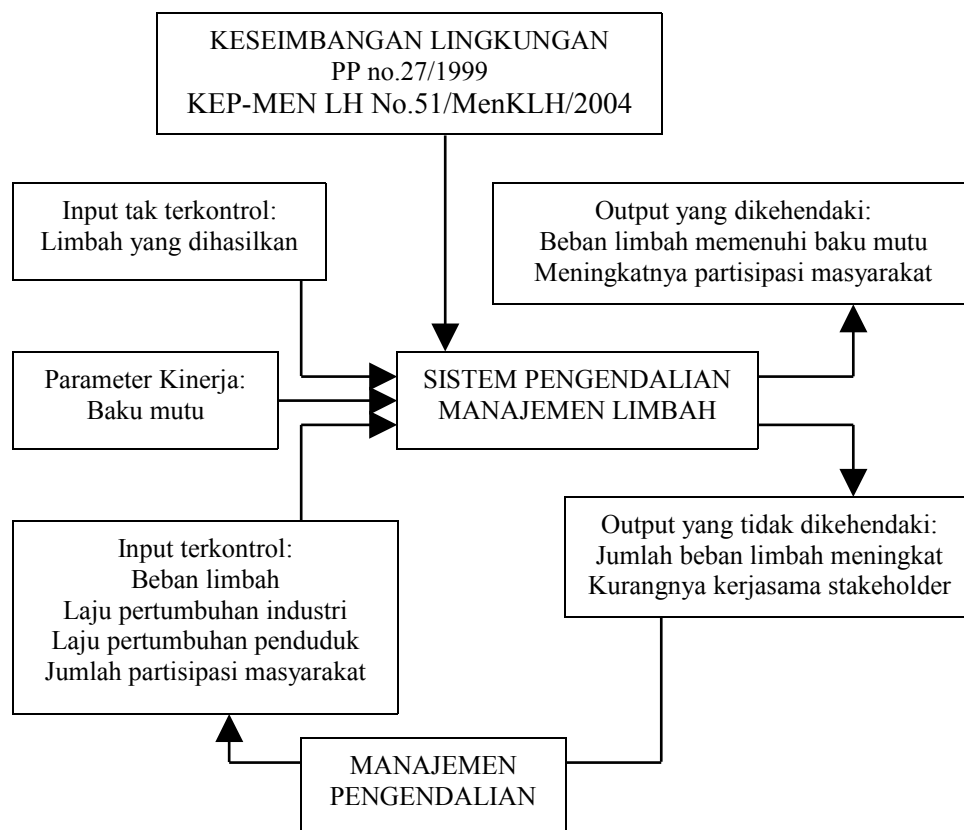 KESEIMBANGAN LINGKUNGAN
PP no.27/1999
KEP-MEN LH No.51/MenKLH/2004
Input tak terkontrol:
Limbah yang dihasilkan
Output yang dikehendaki:
Beban limbah memenuhi baku mutu
Meningkatnya partisipasi masyarakat
Parameter Kinerja:
Baku mutu
SISTEM PENGENDALIAN
MANAJEMEN LIMBAH
Input terkontrol:
Beban limbah
Laju pertumbuhan industri
Laju pertumbuhan penduduk
Jumlah partisipasi masyarakat
Output yang tidak dikehendaki:
Jumlah beban limbah meningkat
Kurangnya kerjasama stakeholder
MANAJEMEN
PENGENDALIAN